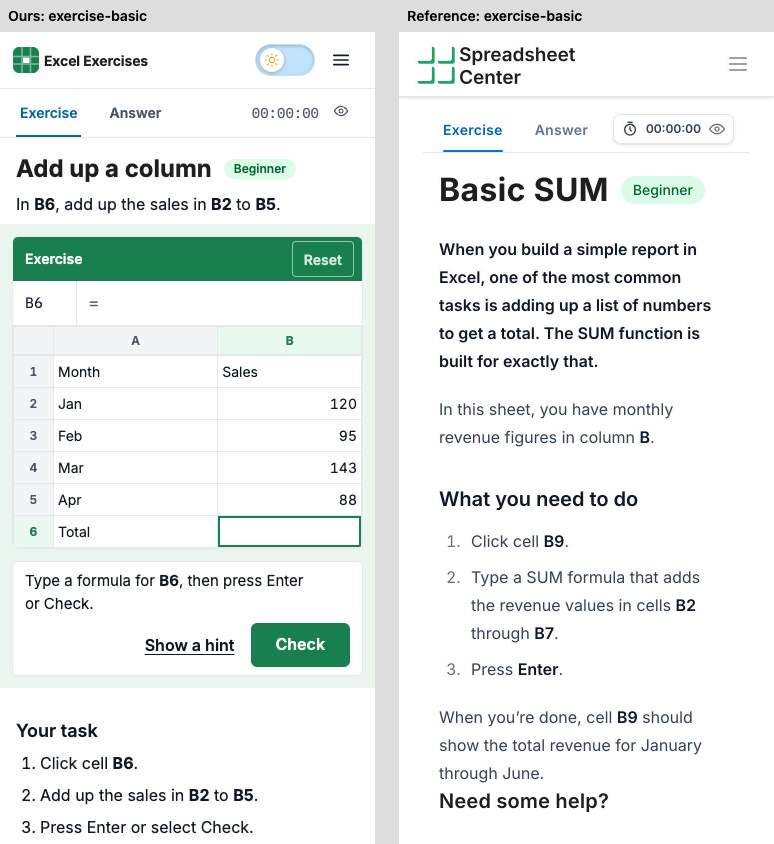 Ours: exercise-basic
Excel Exercises
Exercise
Answer
00:00:00
Add up a column
Beginner
In B6, add up the sales in B2 to B5.
Exercise
Reset
B6
=
A
B
1 Month Sales
2 Jan 120
3 Feb 95
4 Mar 143
5 Apr 88
6 Total
Type a formula for B6, then press Enter
or Check.
Show a hint
Check
Your task
1. Click cell B6.
2. Add up the sales in B2 to B5.
3. Press Enter or select Check.
Reference: exercise-basic
Spreadsheet
Center
Exercise
Answer
00:00:00
Basic SUM
Beginner
When you build a simple report in
Excel, one of the most common
tasks is adding up a list of numbers
to get a total. The SUM function is
built for exactly that.
In this sheet, you have monthly
revenue figures in column B.
What you need to do
1. Click cell B9.
2. Type a SUM formula that adds
the revenue values in cells B2
through B7.
3. Press Enter.
When you’re done, cell B9 should
show the total revenue for January
through June.
Need some help?